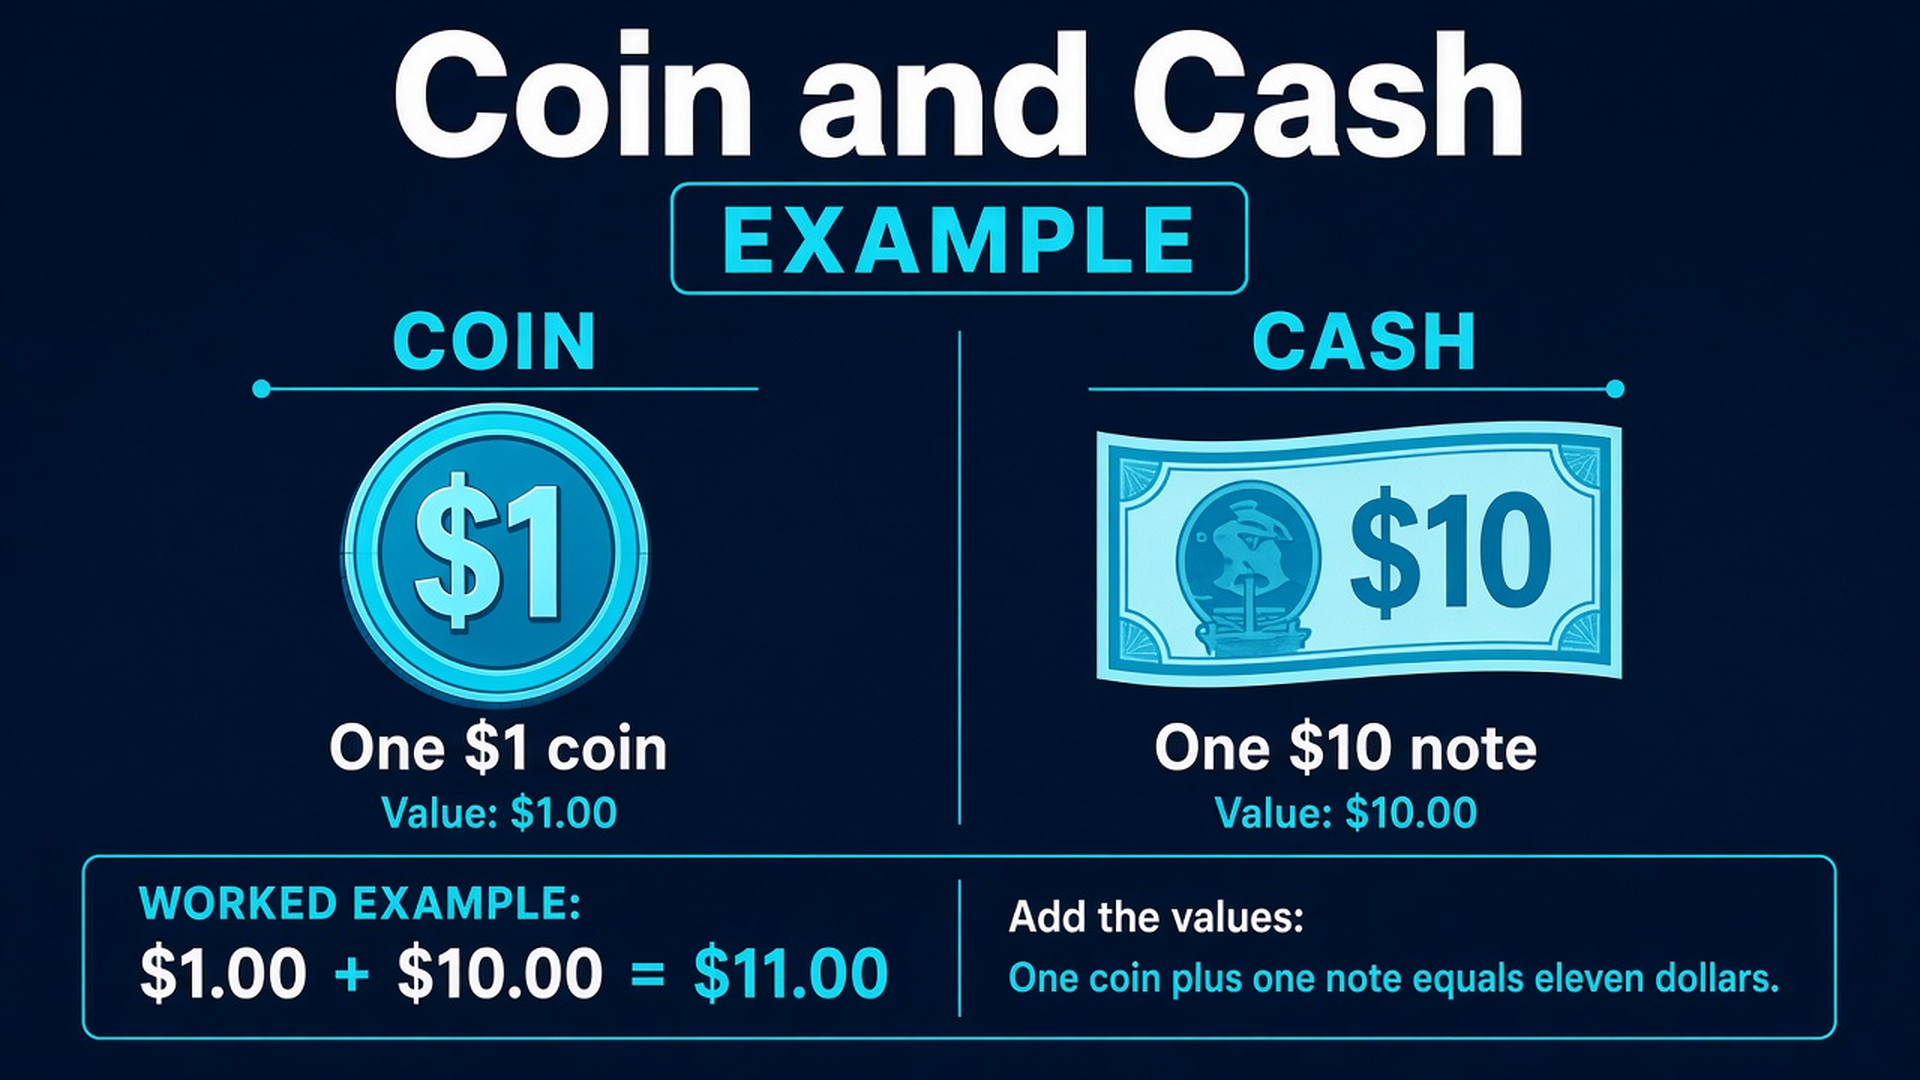 Coin and Cash
EXAMPLE
COIN
$1
One $1 coin
Value: $1.00
CASH
$10
One $10 note
Value: $10.00
WORKED EXAMPLE:
$1.00 + $10.00 = $11.00
Add the values:
One coin plus one note equals eleven dollars.